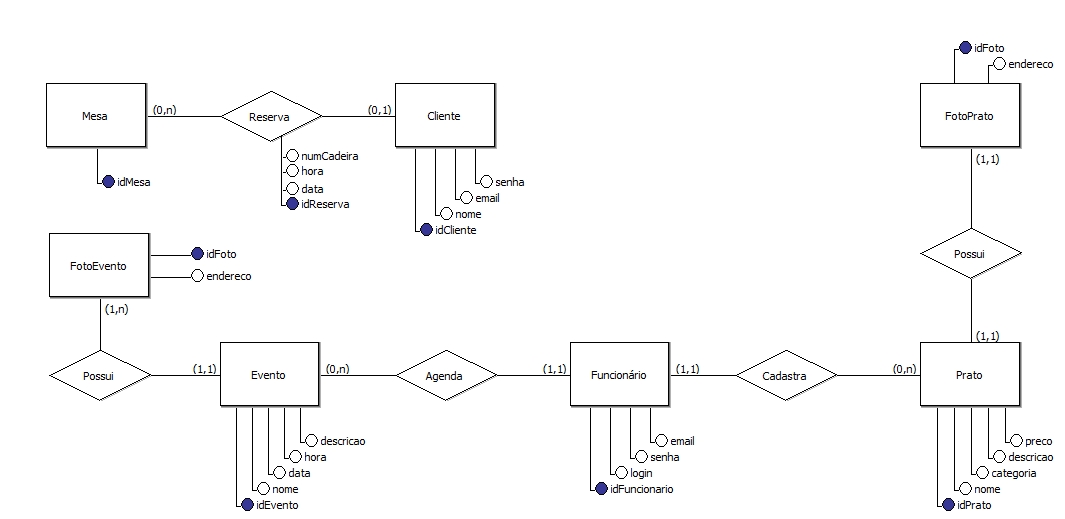 idFoto
endereco
Mesa
(0,n)
Reserva
(0,1)
Cliente
FotoPrato
numCadeira
hora
data
idReserva
idMesa
senha
email
nome
idCliente
(1,1)
FotoEvento
idFoto
endereco
Possui
(1,n)
(1,1)
Possui
(1,1)
Evento
(0,n)
Agenda
(1,1)
Funcionário
(1,1)
Cadastra
(0,n)
Prato
descricao
hora
data
nome
idEvento
email
senha
login
idFuncionario
preco
descricao
categoria
nome
idPrato